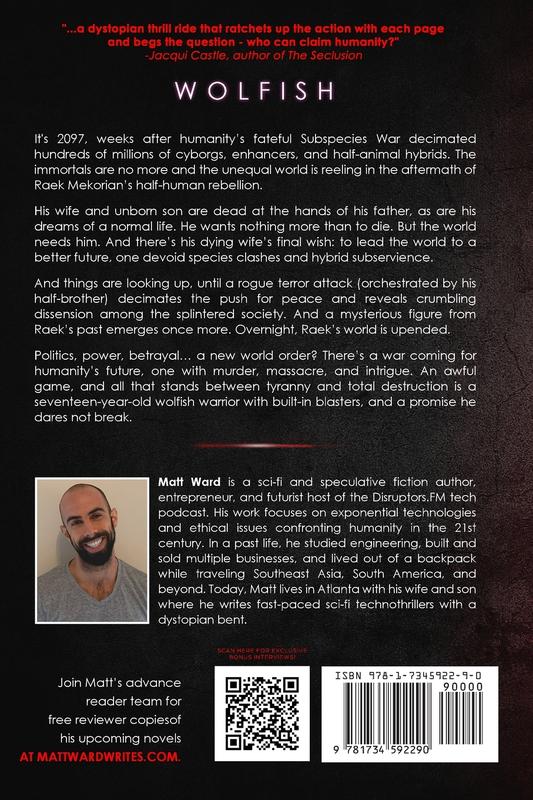 "...a dystopian thrill ride that ratchets up the action with each page
and begs the question - who can claim humanity?"
-Jacqui Castle, author of The Seclusion
WOLFISH
It's 2097, weeks after humanity's fateful Subspecies War decimated
hundreds of millions of cyborgs, enhancers, and half-animal hybrids. The
immortals are no more and the unequal world is reeling in the aftermath of
Raek Mekorian's half-human rebellion.
His wife and unborn son are dead at the hands of his father, as are his
dreams of a normal life. He wants nothing more than to die. But the world
needs him. And there's his dying wife's final wish: to lead the world to a
better future, one devoid species clashes and hybrid subservience.
And things are looking up, until a rogue terror attack (orchestrated by his
half-brother) decimates the push for peace and reveals crumbling
dissension among the splintered society. And a mysterious figure from
Raek's past emerges once more. Overnight, Raek's world is upended.
Politics, power, betrayal... a new world order? There's a war coming for
humanity's future, one with murder, massacre, and intrigue. An awful
game, and all that stands between tyranny and total destruction is a
seventeen-year-old wolfish warrior with built-in blasters, and a promise he
dares not break.
Matt Ward is a sci-fi and speculative fiction author,
entrepreneur, and futurist host of the Disruptors.FM tech
podcast. His work focuses on exponential technologies
and ethical issues confronting humanity in the 21st
century. In a past life, he studied engineering, built and
sold multiple businesses, and lived out of a backpack
while traveling Southeast Asia, South America, and
beyond. Today, Matt lives in Atlanta with his wife and son
where he writes fast-paced sci-fi technothrillers with a
dystopian bent.
SCAN HERE FOR EXCLUSIVE
BONUS INTERVIEWS!
Join Matt's advance
reader team for
free reviewer copiesof
his upcoming novels
AT MATTWARDWRITES.COM.
ISBN 978-1-7345922-9-0
90000
9 781734 592290